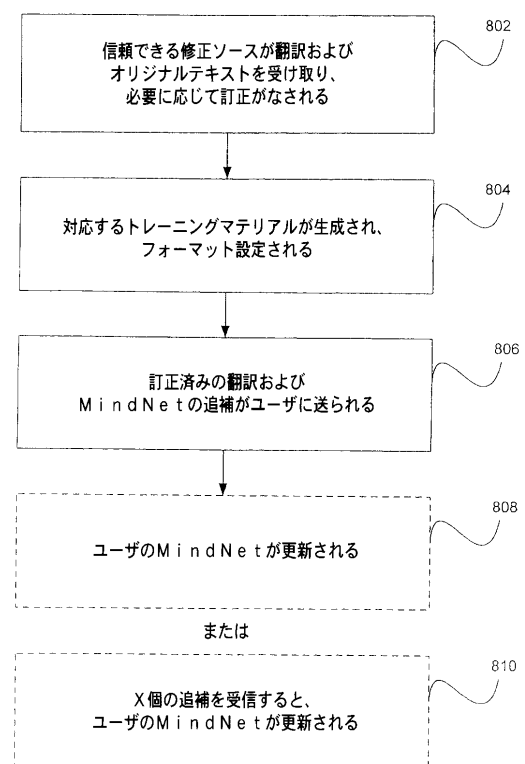 802
信頼できる修正ソースが翻訳および
オリジナルテキストを受け取り、
必要に応じて訂正がなされる
804
対応するトレーニングマテリアルが生成され、
フォーマット設定される
806
訂正済みの翻訳および
ＭｉｎｄＮｅｔの追補がユーザに送られる
808
ユーザのＭｉｎｄＮｅｔが更新される
または
810
Ｘ個の追補を受信すると、
ユーザのＭｉｎｄＮｅｔが更新される